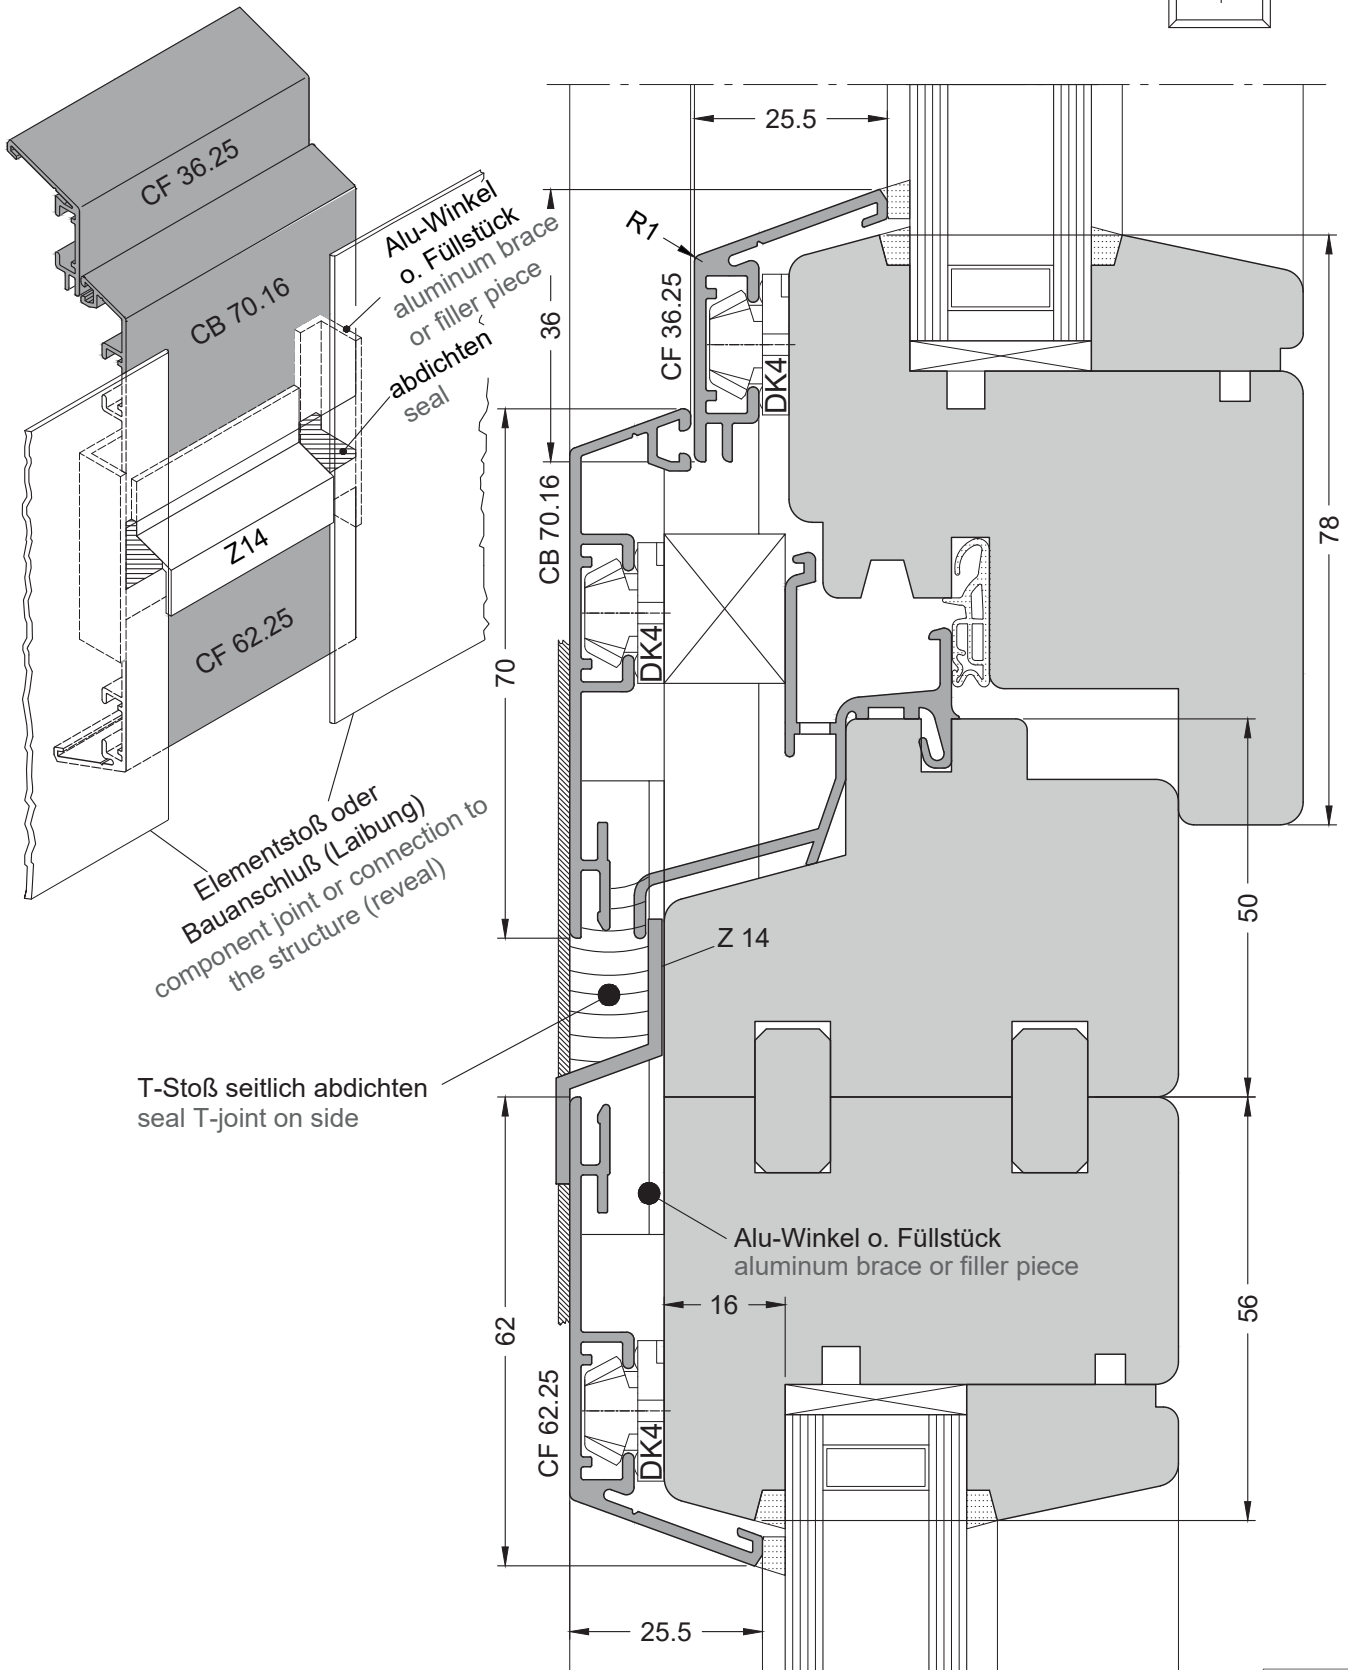 25.5
CF 36.25
CB 70.16
Z14
CF 62.25
Alu-Winkel
o. Füllstück
aluminum brace
or filler piece
abdichten
seal
R1
36
CF 36.25
DK4
78
CB 70.16
DK4
70
Elementstoß oder
Bauanschluß (Laibung)
component joint or connection to
the structure (reveal)
Z 14
50
T-Stoß seitlich abdichten
seal T-joint on side
Alu-Winkel o. Füllstück
aluminum brace or filler piece
16
62
56
CF 62.25
DK4
25.5